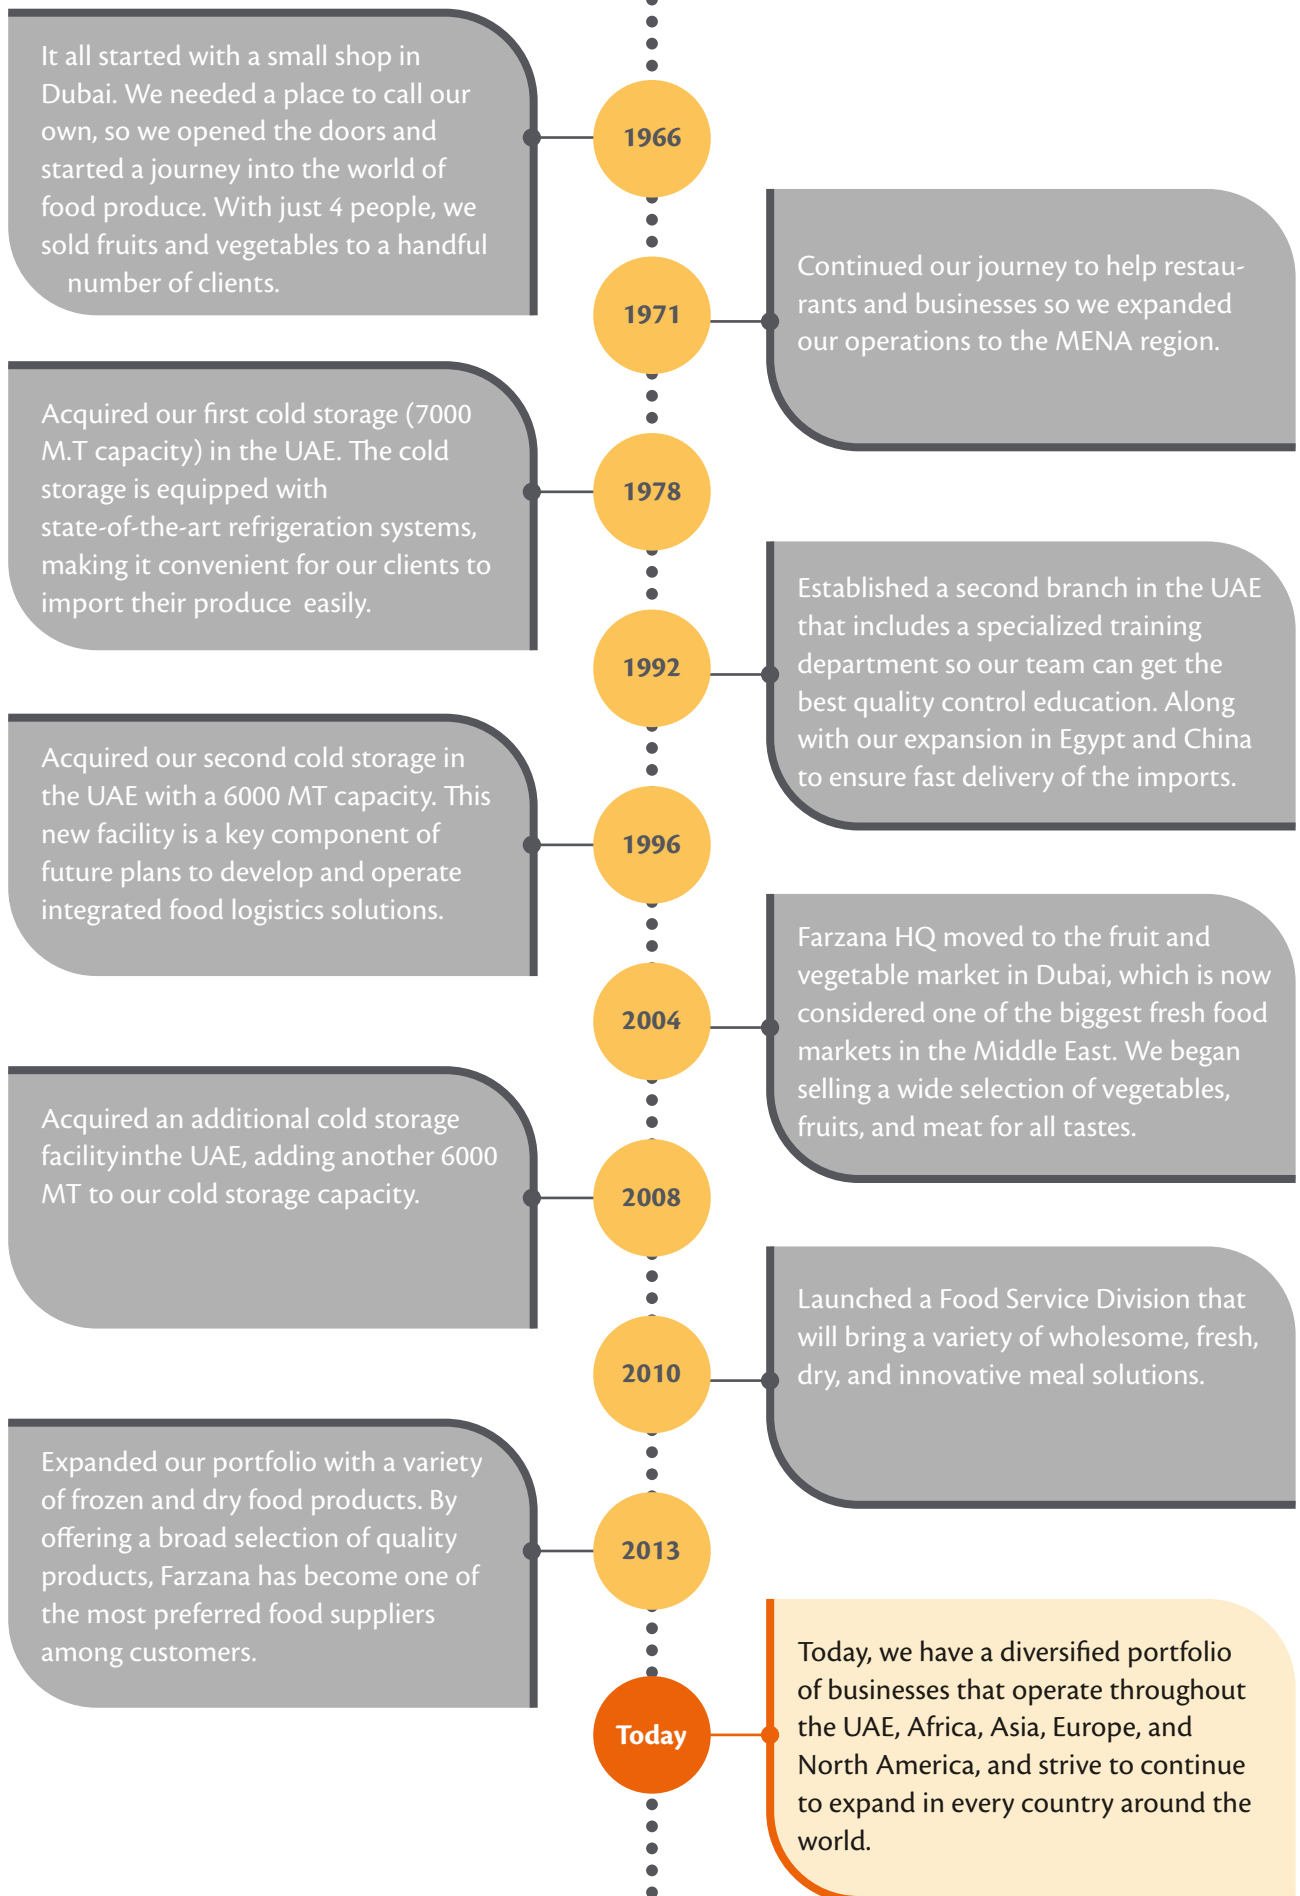 It all started with a small shop in
Dubai. We needed a place to call our
own, so we opened the doors and
started a journey into the world of
food produce. With just 4 people, we
sold fruits and vegetables to a handful
number of clients.
1966
1971
Continued our journey to help restau-
rants and businesses so we expanded
our operations to the MENA region.
Acquired our first cold storage (7000
M.T capacity) in the UAE. The cold
storage is equipped with
state-of-the-art refrigeration systems,
making it convenient for our clients to
import their produce easily.
1978
1992
Established a second branch in the UAE
that includes a specialized training
department so our team can get the
best quality control education. Along
with our expansion in Egypt and China
to ensure fast delivery of the imports.
Acquired our second cold storage in
the UAE with a 6000 MT capacity. This
new facility is a key component of
future plans to develop and operate
integrated food logistics solutions.
1996
2004
Farzana HQ moved to the fruit and
vegetable market in Dubai, which is now
considered one of the biggest fresh food
markets in the Middle East. We began
selling a wide selection of vegetables,
fruits, and meat for all tastes.
Acquired an additional cold storage
facilityinthe UAE, adding another 6000
MT to our cold storage capacity.
2008
2010
Launched a Food Service Division that
will bring a variety of wholesome, fresh,
dry, and innovative meal solutions.
Expanded our portfolio with a variety
of frozen and dry food products. By
offering a broad selection of quality
products, Farzana has become one of
the most preferred food suppliers
among customers.
2013
Today
Today, we have a diversified portfolio
of businesses that operate throughout
the UAE, Africa, Asia, Europe, and
North America, and strive to continue
to expand in every country around the
world.